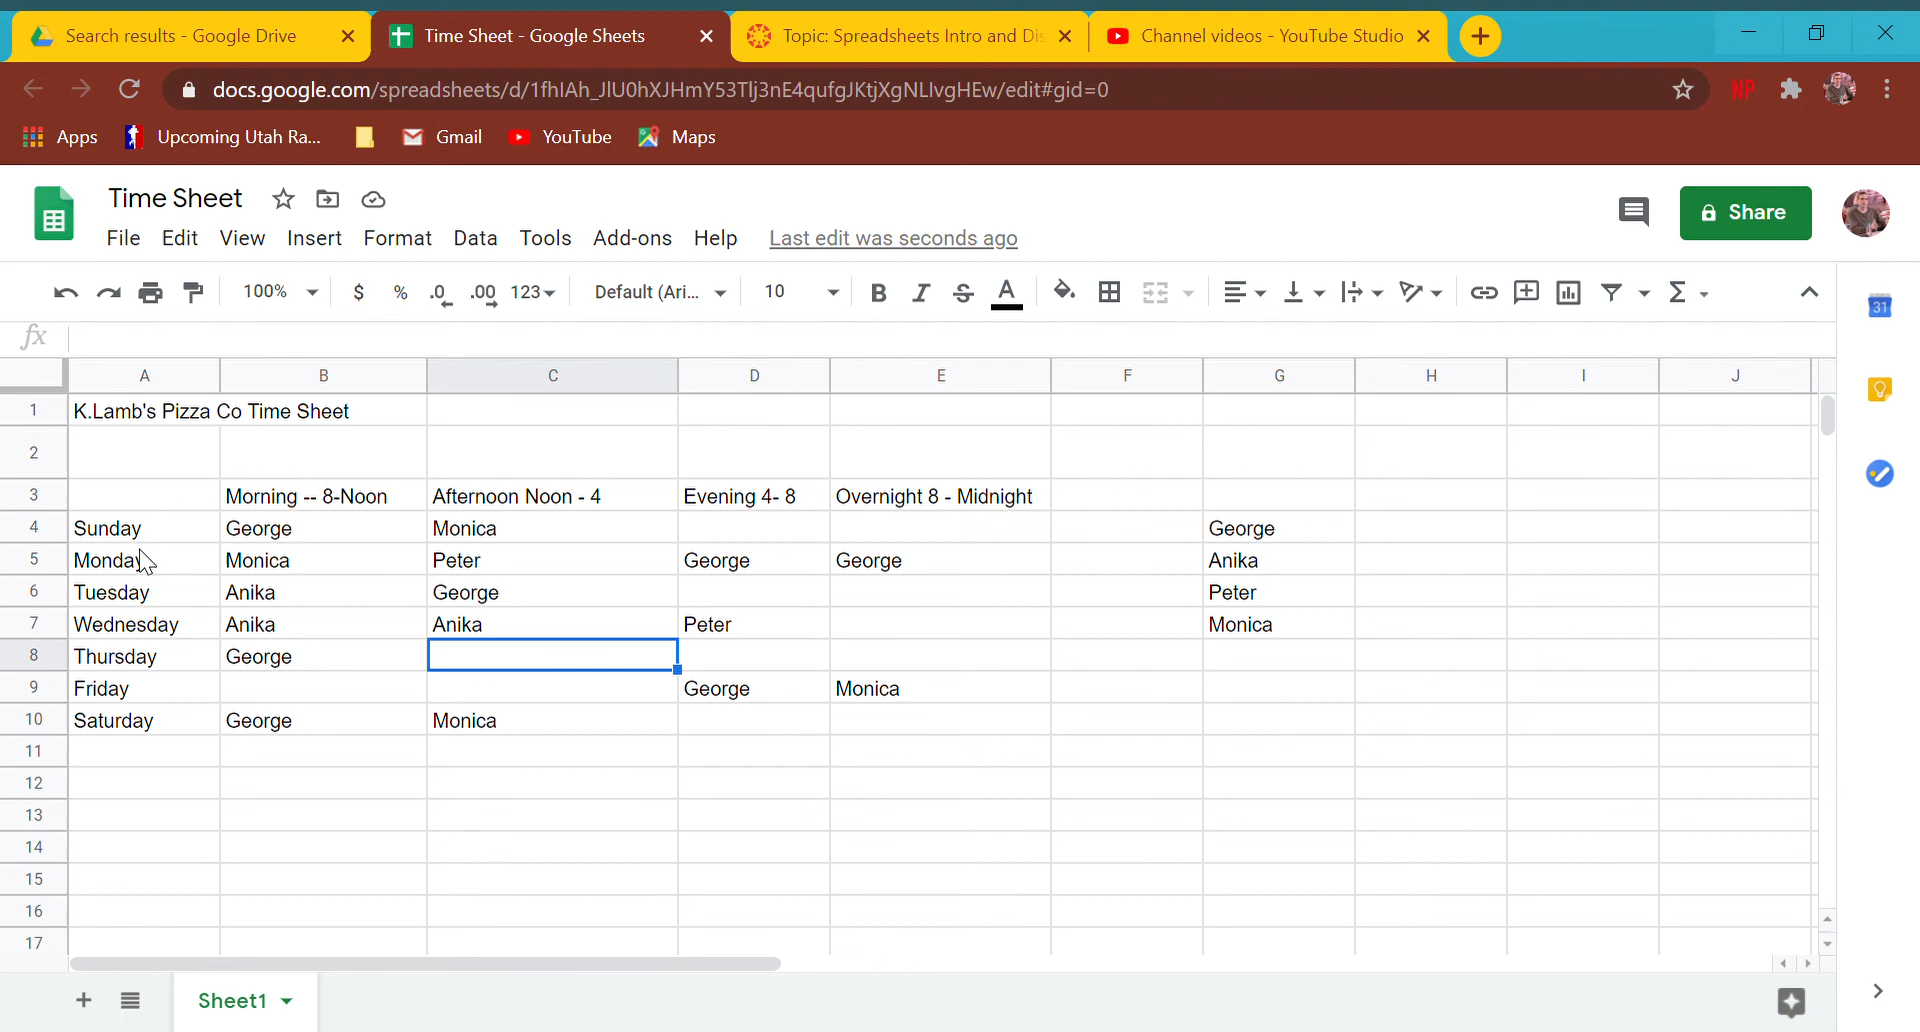 Search results - Google Drive
Time Sheet - Google Sheets
Topic: Spreadsheets Intro and Dis
Channel videos - YouTube Studio
docs.google.com/spreadsheets/d/1fhIAh_JlU0hXJHmY53Tlj3nE4qufgJKtjXgNLIvgHEw/edit#gid=0
NP
Apps Upcoming Utah Ra... Gmail YouTube Maps
Time Sheet
Share
File Edit View Insert Format Data Tools Add-ons Help Last edit was seconds ago
100% $ % .0 .00 123 Default (Ari... 10 B I S A Σ
31
fx
A B C D E F G H I J
1 K.Lamb's Pizza Co Time Sheet
2
3 Morning -- 8-Noon Afternoon Noon - 4 Evening 4- 8 Overnight 8 - Midnight
4 Sunday George Monica George
5 Monday Monica Peter George George Anika
6 Tuesday Anika George Peter
7 Wednesday Anika Anika Peter Monica
8 Thursday George
9 Friday George Monica
10 Saturday George Monica
11
12
13
14
15
16
17
Sheet1